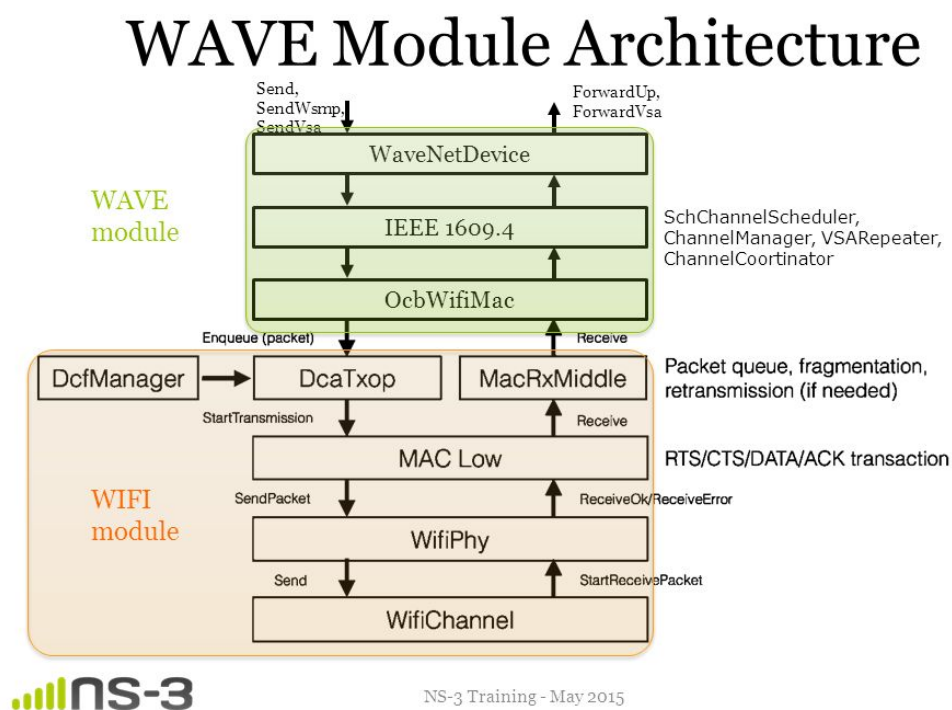 WAVE Module Architecture
Send,
SendWsmp,
SendVsa
ForwardUp,
ForwardVsa
WaveNetDevice
WAVE
module
IEEE 1609.4
SchChannelScheduler,
ChannelManager, VSARepeater,
ChannelCoortinator
OcbWifiMac
Enqueue (packet)
Receive
DcfManager
DcaTxop
MacRxMiddle
Packet queue, fragmentation,
retransmission (if needed)
StartTransmission
Receive
MAC Low
RTS/CTS/DATA/ACK transaction
WIFI
module
SendPacket
ReceiveOk/ReceiveError
WifiPhy
Send
StartReceivePacket
WifiChannel
NS-3
NS-3 Training - May 2015